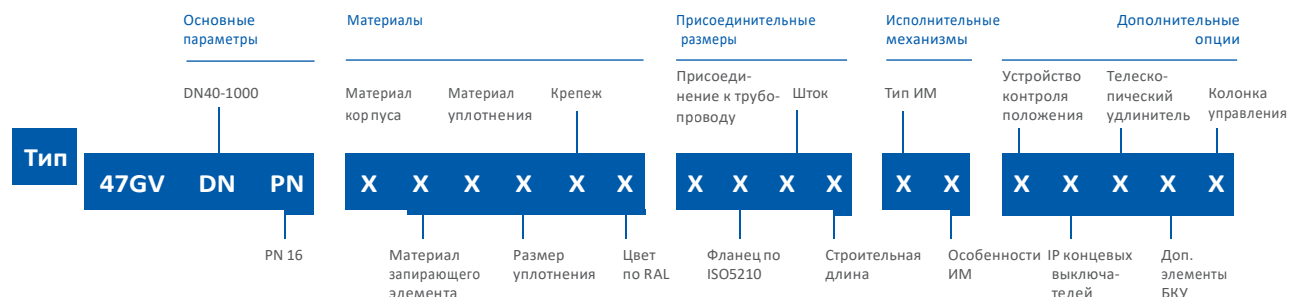 Основные
параметры
Материалы
Присоединительные
размеры
Исполнительные
механизмы
Дополнительные
опции
DN40-1000
Материал
корпуса
Материал
уплотнения
Крепеж
Присоеди-
нение к трубо-
проводу
Шток
Тип ИМ
Устройство
контроля
положения
Телеско-
пический
удлинитель
Колонка
управления
Тип
47GV DN PN
X X X X X X
X X X X
X X
X X X X X
PN 16
Материал
запирающего
элемента
Размер
уплотнения
Цвет
по RAL
Фланец по
ISO5210
Строительная
длина
Особенности
ИМ
IP концевых
выключа-
телей
Доп.
элементы
БКУ